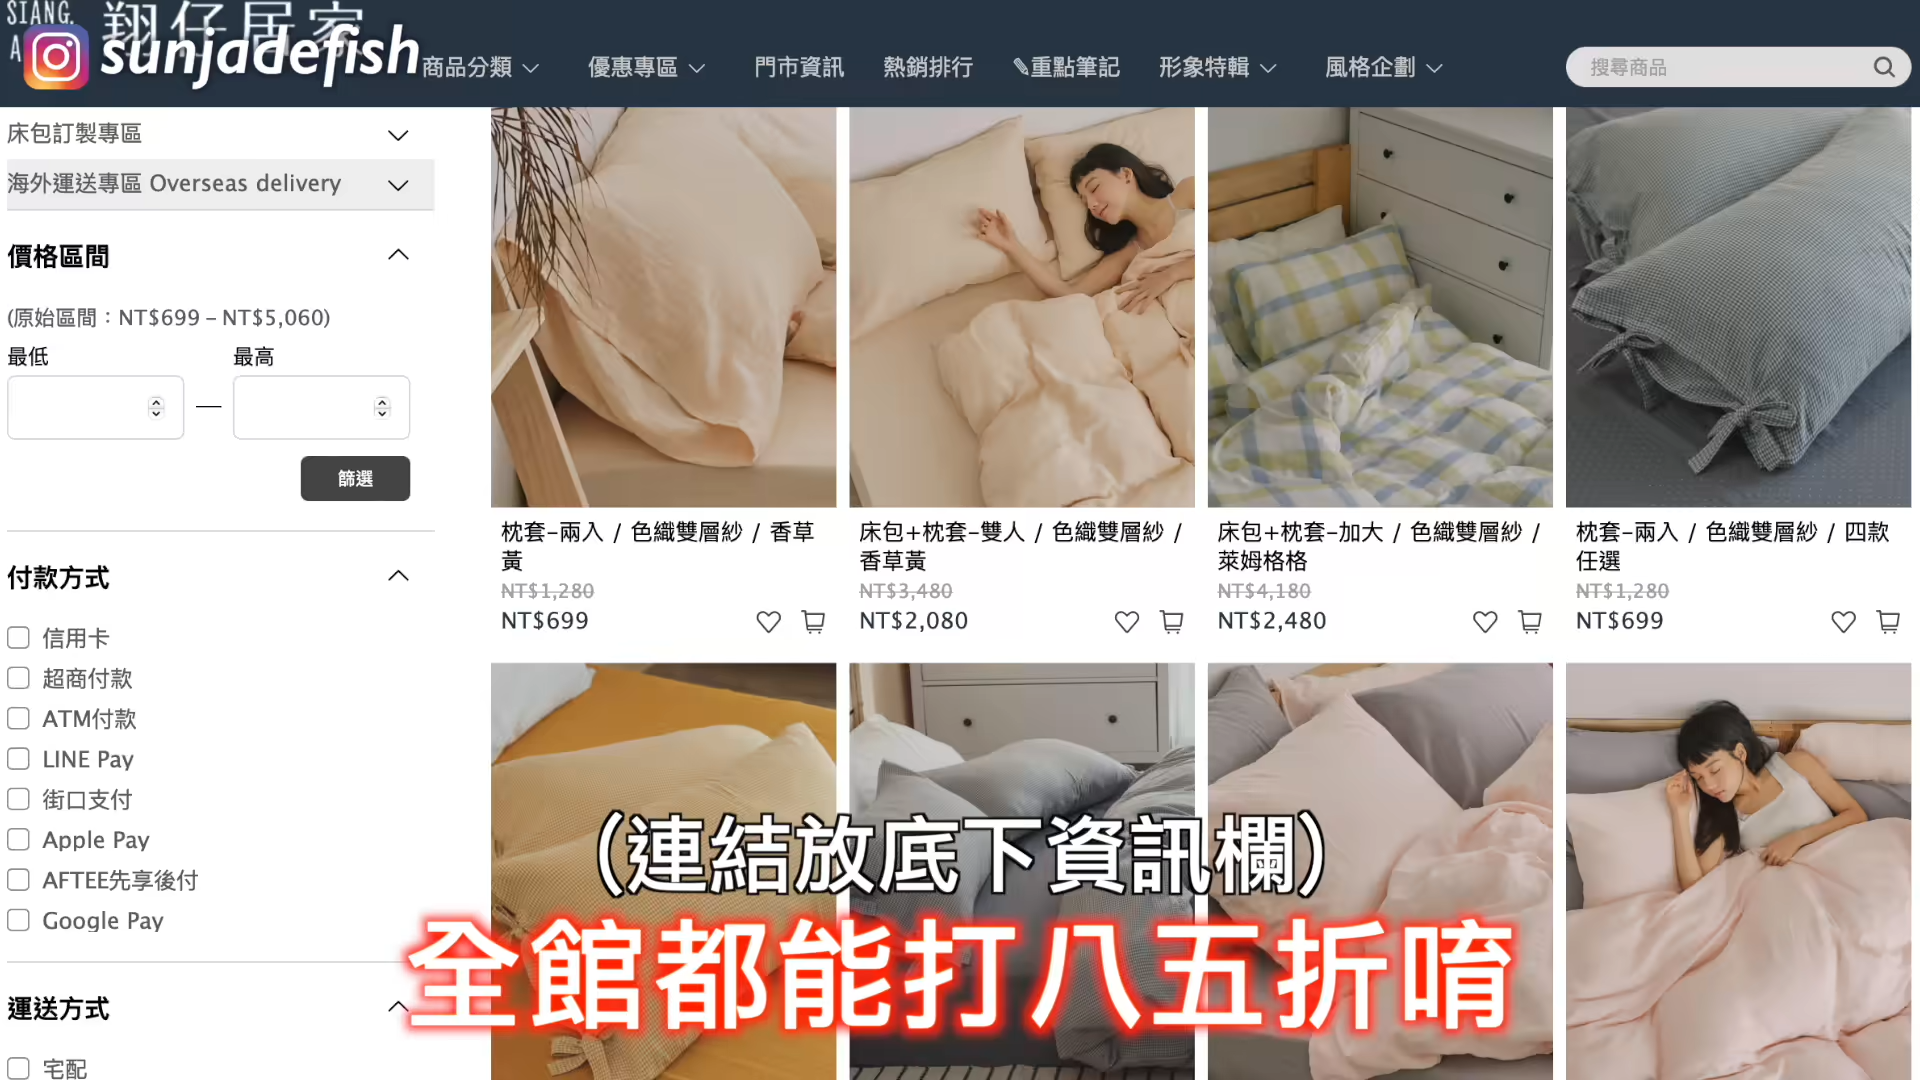 SIANG.
翔仔居家
sunjadefish
商品分類
優惠專區
門市資訊
熱銷排行
✎重點筆記
形象特輯
風格企劃
搜尋商品
床包訂製專區
海外運送專區 Overseas delivery
價格區間
(原始區間：NT$699 – NT$5,060)
最低
最高
篩選
付款方式
信用卡
超商付款
ATM付款
LINE Pay
街口支付
Apple Pay
AFTEE先享後付
Google Pay
運送方式
宅配
枕套–兩入 / 色織雙層紗 / 香草
黃
NT$1,280
NT$699
床包+枕套–雙人 / 色織雙層紗 /
香草黃
NT$3,480
NT$2,080
床包+枕套–加大 / 色織雙層紗 /
萊姆格格
NT$4,180
NT$2,480
枕套–兩入 / 色織雙層紗 / 四款
任選
NT$1,280
NT$699
（連結放底下資訊欄）
全館都能打八五折唷